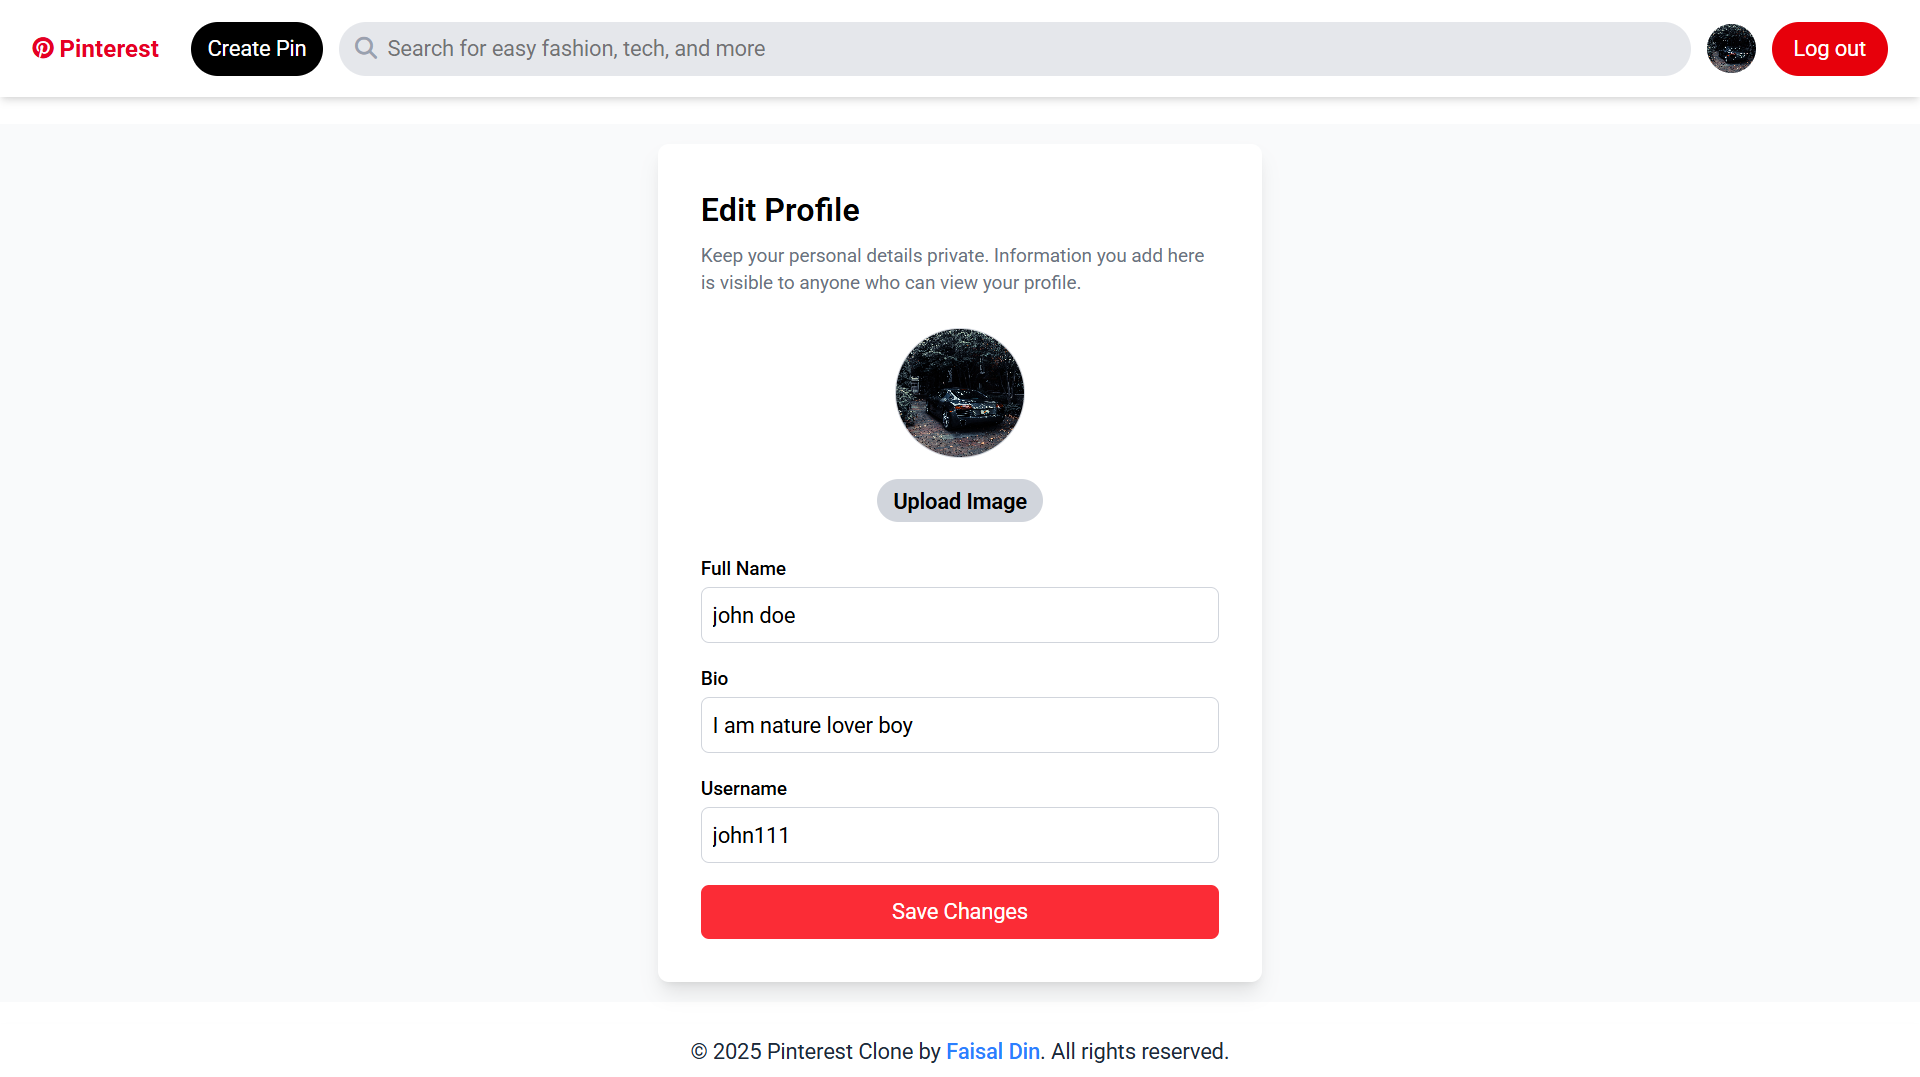 Pinterest
Create Pin
Search for easy fashion, tech, and more
Log out
Edit Profile
Keep your personal details private. Information you add here
is visible to anyone who can view your profile.
Upload Image
Full Name
john doe
Bio
I am nature lover boy
Username
john111
Save Changes
© 2025 Pinterest Clone by Faisal Din. All rights reserved.